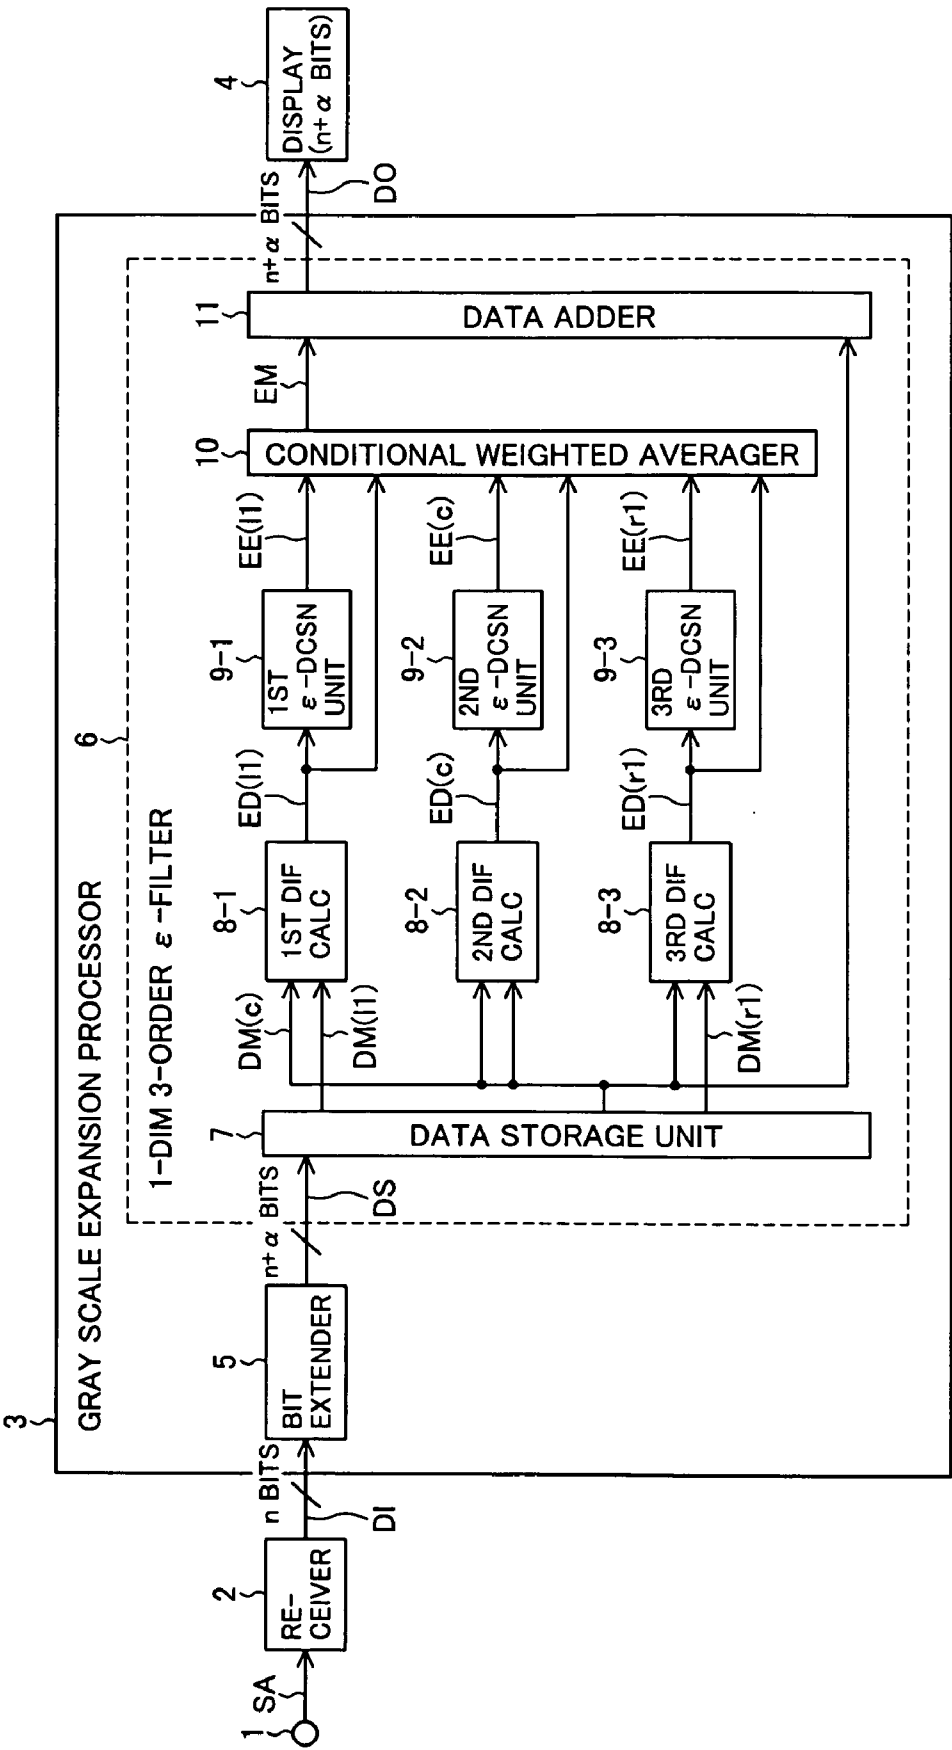 3
GRAY SCALE EXPANSION PROCESSOR
6
1-DIM 3-ORDER ε-FILTER
1
SA
2
RE-
CEIVER
n BITS
DI
5
BIT
EXTENDER
n+α BITS
DS
7
DATA STORAGE UNIT
DM(c)
DM(l1)
DM(r1)
8-1
1ST DIF
CALC
8-2
2ND DIF
CALC
8-3
3RD DIF
CALC
ED(l1)
ED(c)
ED(r1)
9-1
1ST
ε-DCSN
UNIT
9-2
2ND
ε-DCSN
UNIT
9-3
3RD
ε-DCSN
UNIT
EE(l1)
EE(c)
EE(r1)
10
CONDITIONAL WEIGHTED AVERAGER
EM
11
DATA ADDER
n+α BITS
DO
4
DISPLAY
(n+α BITS)